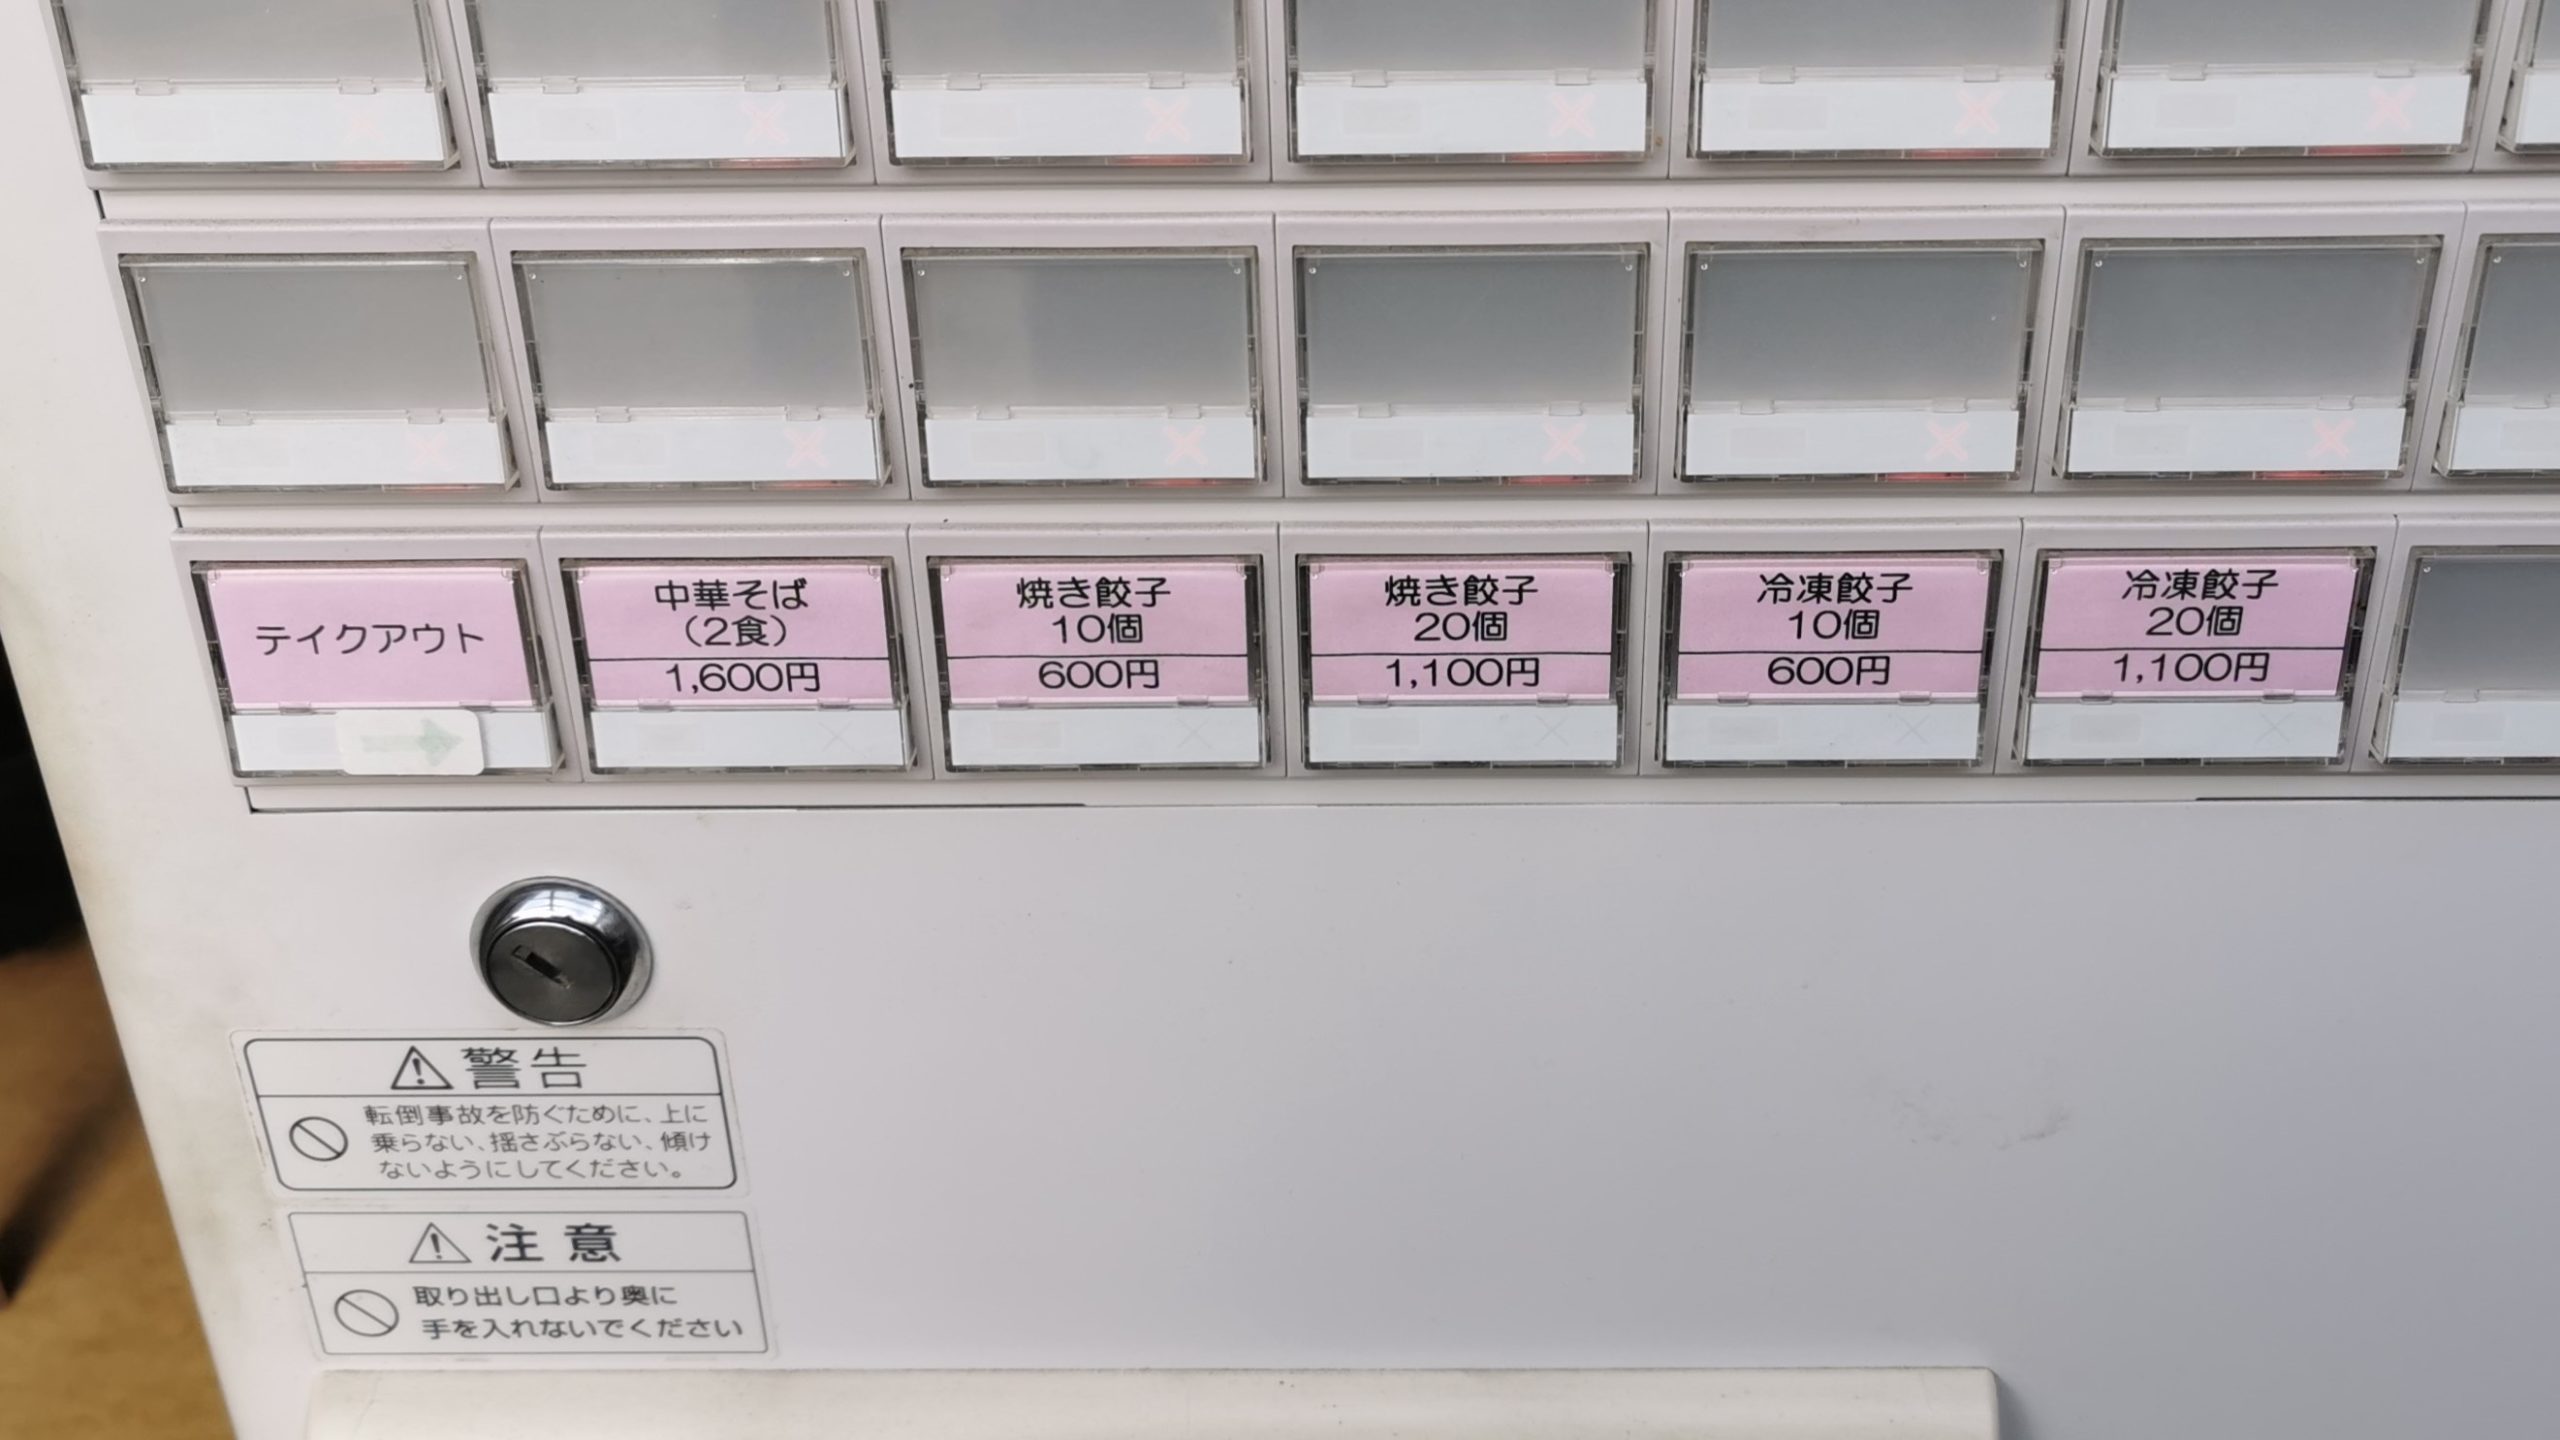 テイクアウト
中華そば
（2食）
1,600円
焼き餃子
10個
600円
焼き餃子
20個
1,100円
冷凍餃子
10個
600円
冷凍餃子
20個
1,100円
警告
転倒事故を防ぐために、上に
乗らない、揺さぶらない、傾け
ないようにしてください。
注意
取り出し口より奥に
手を入れないでください